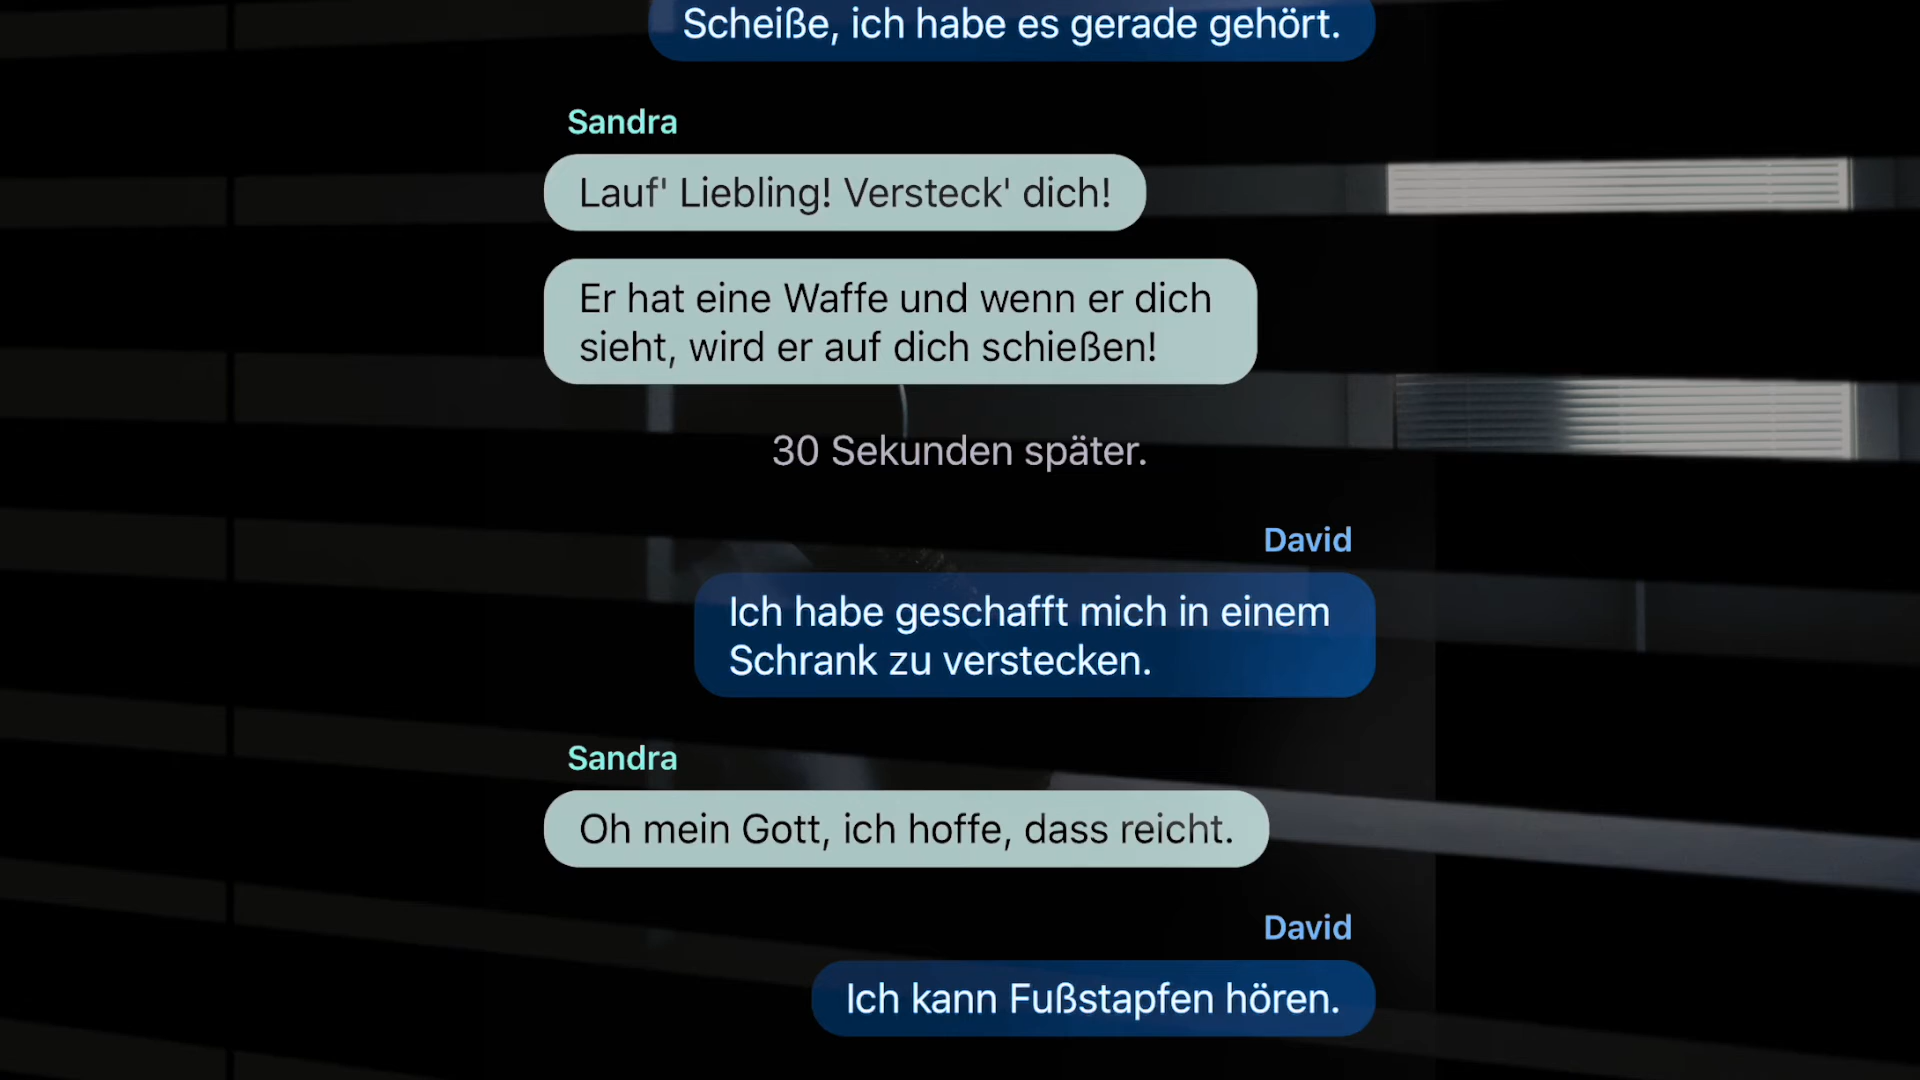 Scheiße, ich habe es gerade gehört.
Sandra
Lauf' Liebling! Versteck' dich!
Er hat eine Waffe und wenn er dich
sieht, wird er auf dich schießen!
30 Sekunden später.
David
Ich habe geschafft mich in einem
Schrank zu verstecken.
Sandra
Oh mein Gott, ich hoffe, dass reicht.
David
Ich kann Fußstapfen hören.